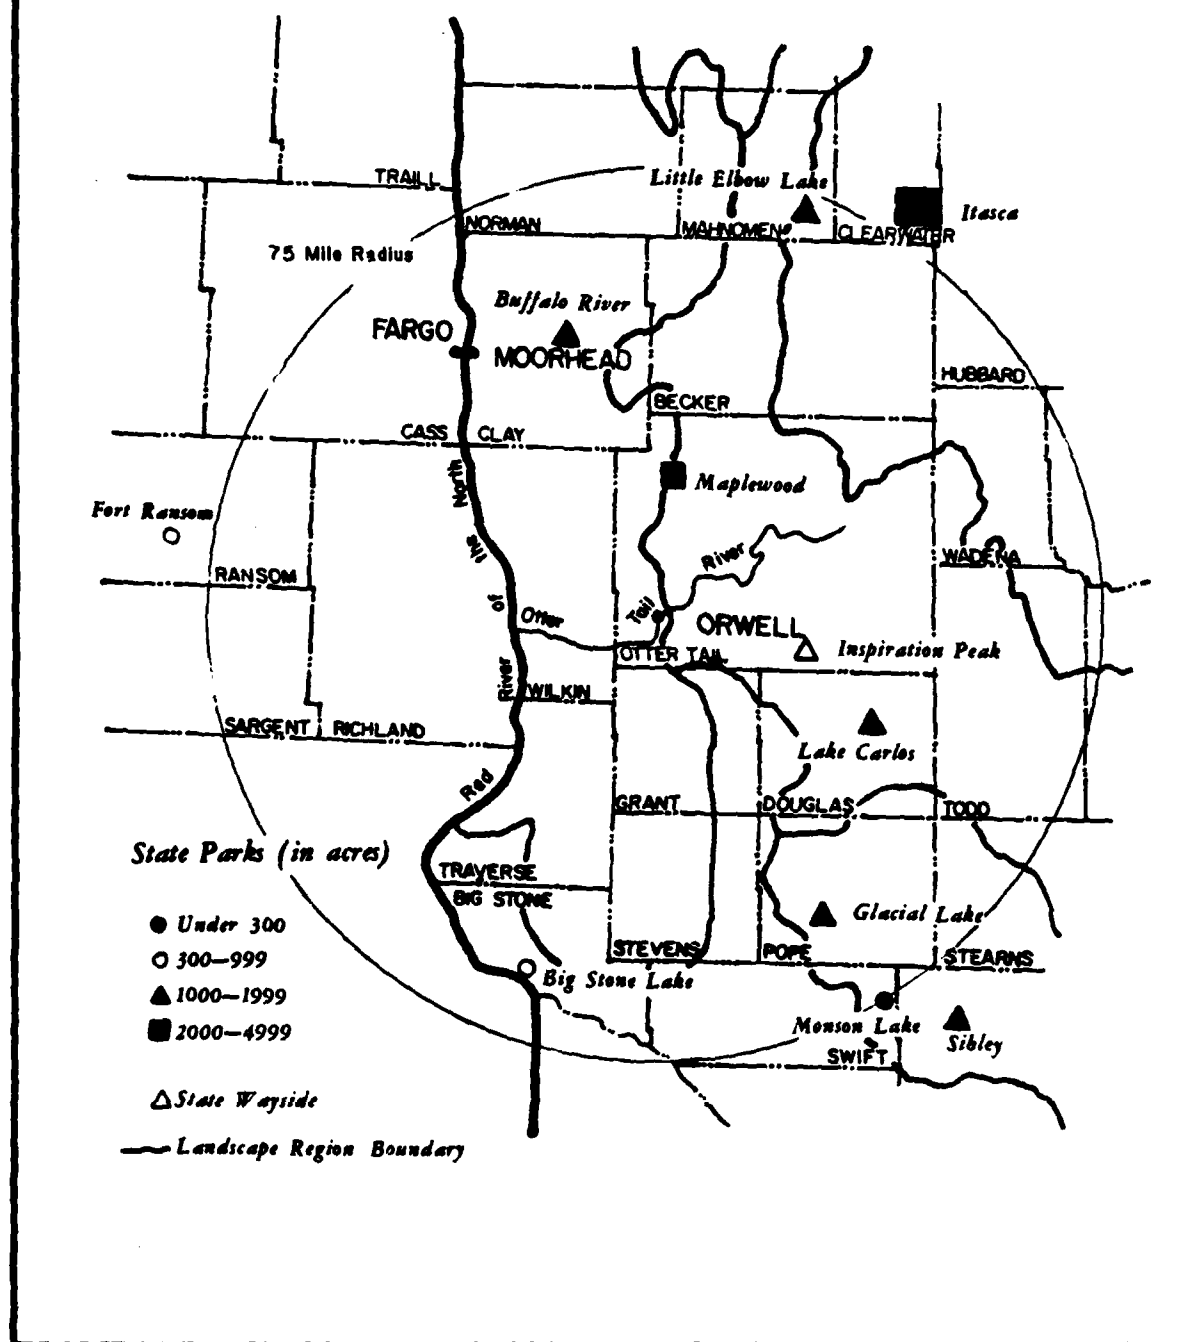 TRAILL
Little Elbow Lake
Itasca
NORMAN
MAHNOMEN
CLEARWATER
75 Mile Radius
Buffalo River
FARGO
MOORHEAD
HUBBARD
BECKER
CASS
CLAY
North
Maplewood
Fort Ransom
the
River
WADENA
RANSOM
of
Otter
Tail
ORWELL
Inspiration Peak
OTTER TAIL
River
WILKIN
SARGENT
RICHLAND
Lake Carlos
Red
GRANT
DOUGLAS
TODD
State Parks (in acres)
TRAVERSE
BIG STONE
Under 300
Glacial Lake
300—999
STEVENS
POPE
STEARNS
Big Stone Lake
1000—1999
2000—4999
Monson Lake
Sibley
SWIFT
State Wayside
Landscape Region Boundary